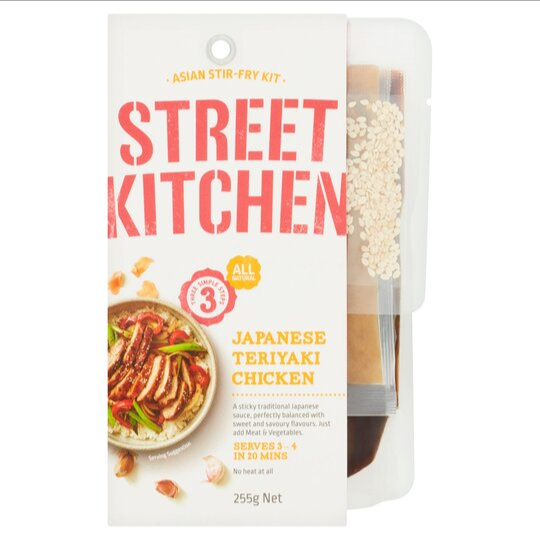 · ASIAN STIR-FRY KIT ·
STREET
KITCHEN
THREE SIMPLE STEPS
3
ALL
NATURAL
JAPANESE
TERIYAKI
CHICKEN
A sticky traditional Japanese
sauce, perfectly balanced with
sweet and savoury flavours. Just
add Meat & Vegetables.
SERVES 3 - 4
IN 20 MINS
No heat at all
Serving Suggestion
255g Net